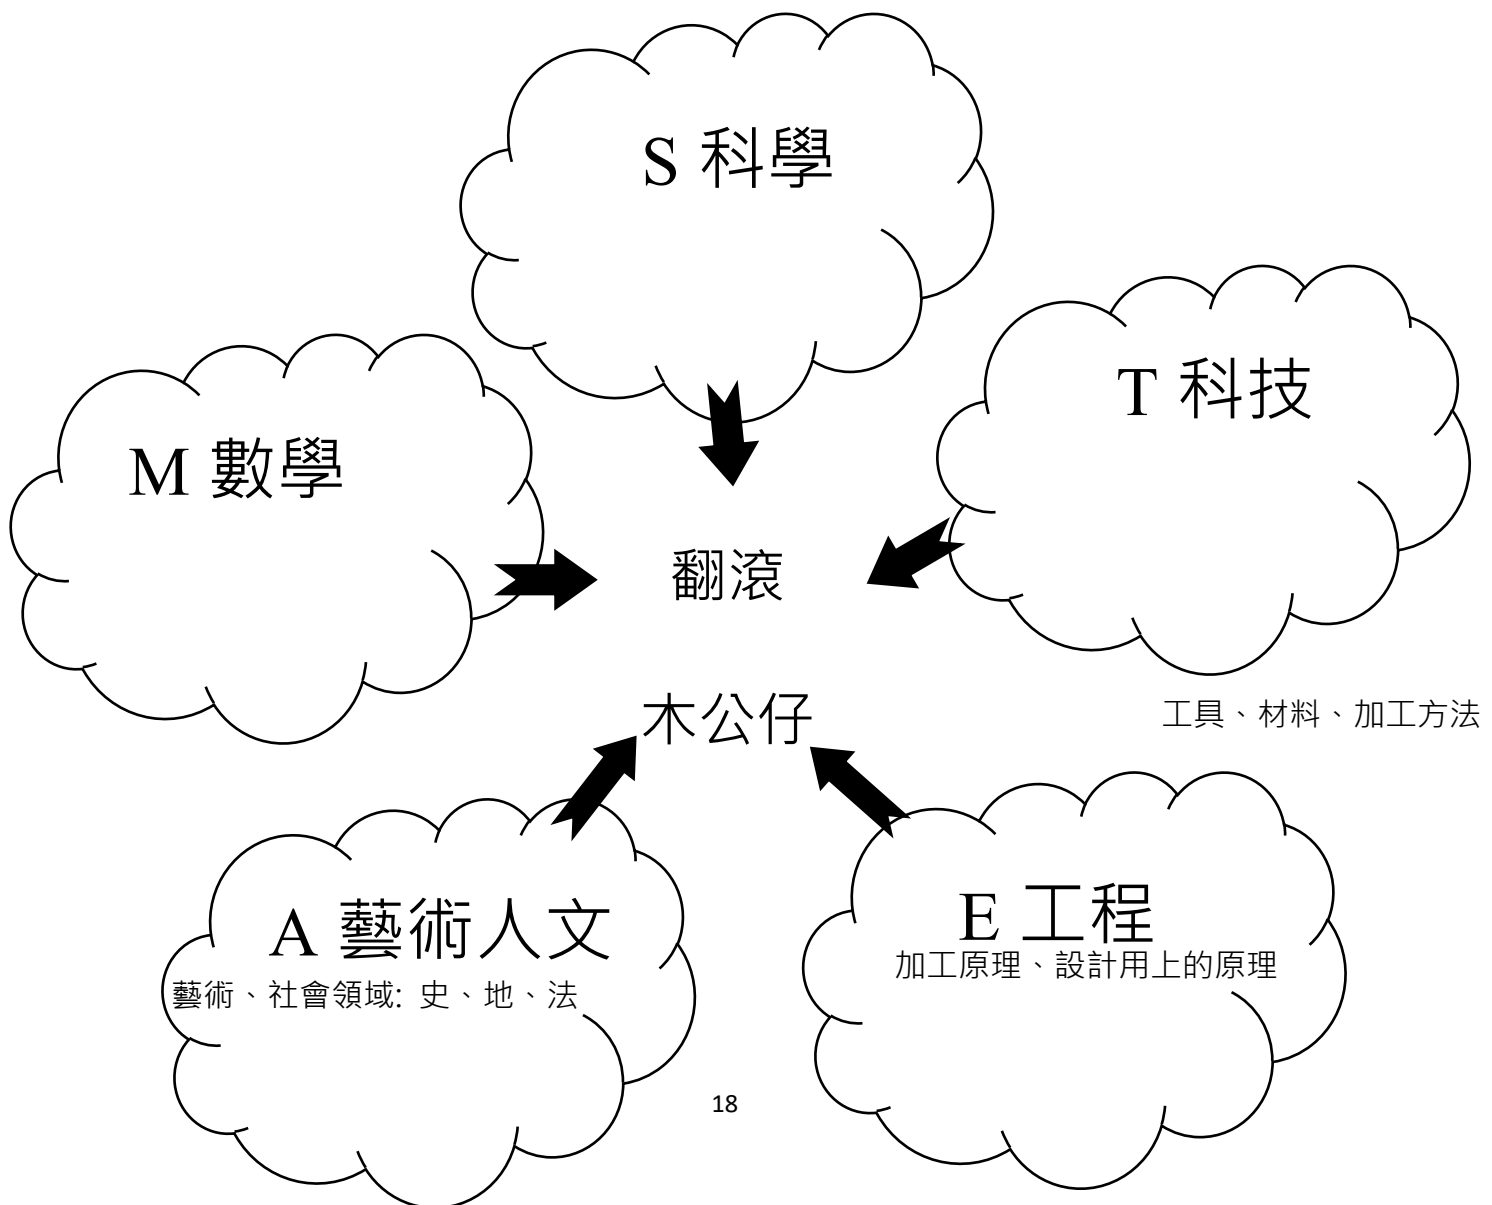 S 科學
T 科技
M 數學
翻滾
木公仔
工具、材料、加工方法
A 藝術人文
藝術、社會領域: 史、地、法
E 工程
加工原理、設計用上的原理
18